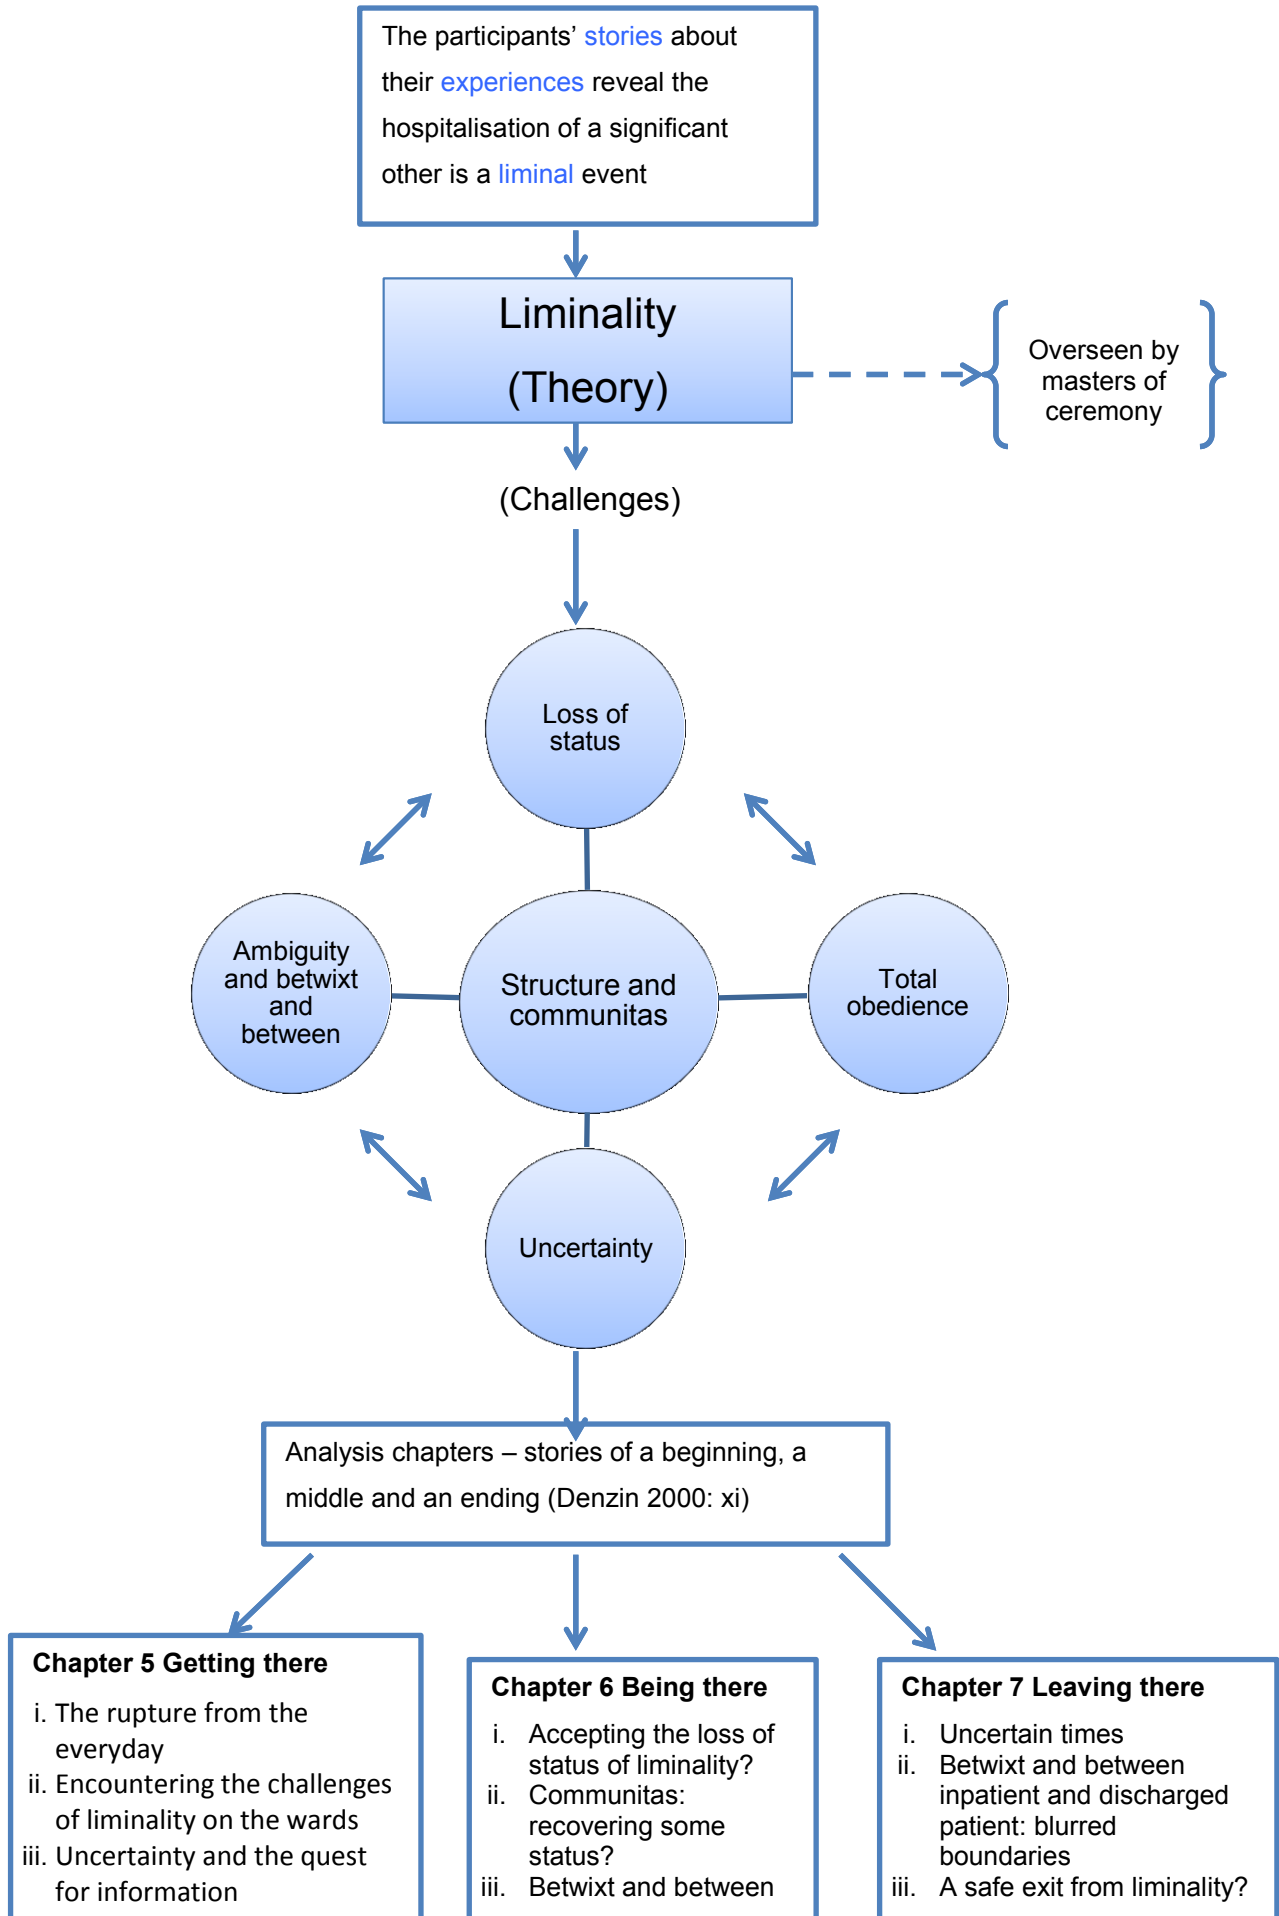 The participants’ stories about
their experiences reveal the
hospitalisation of a significant
other is a liminal event
Liminality
(Theory)
Overseen by
masters of
ceremony
(Challenges)
Loss of
status
Ambiguity
and betwixt
and
between
Structure and
communitas
Total
obedience
Uncertainty
Analysis chapters – stories of a beginning, a
middle and an ending (Denzin 2000: xi)
Chapter 5 Getting there
i. The rupture from the
everyday
ii. Encountering the challenges
of liminality on the wards
iii. Uncertainty and the quest
for information
Chapter 6 Being there
i. Accepting the loss of
status of liminality?
ii. Communitas:
recovering some
status?
iii. Betwixt and between
Chapter 7 Leaving there
i. Uncertain times
ii. Betwixt and between
inpatient and discharged
patient: blurred
boundaries
iii. A safe exit from liminality?